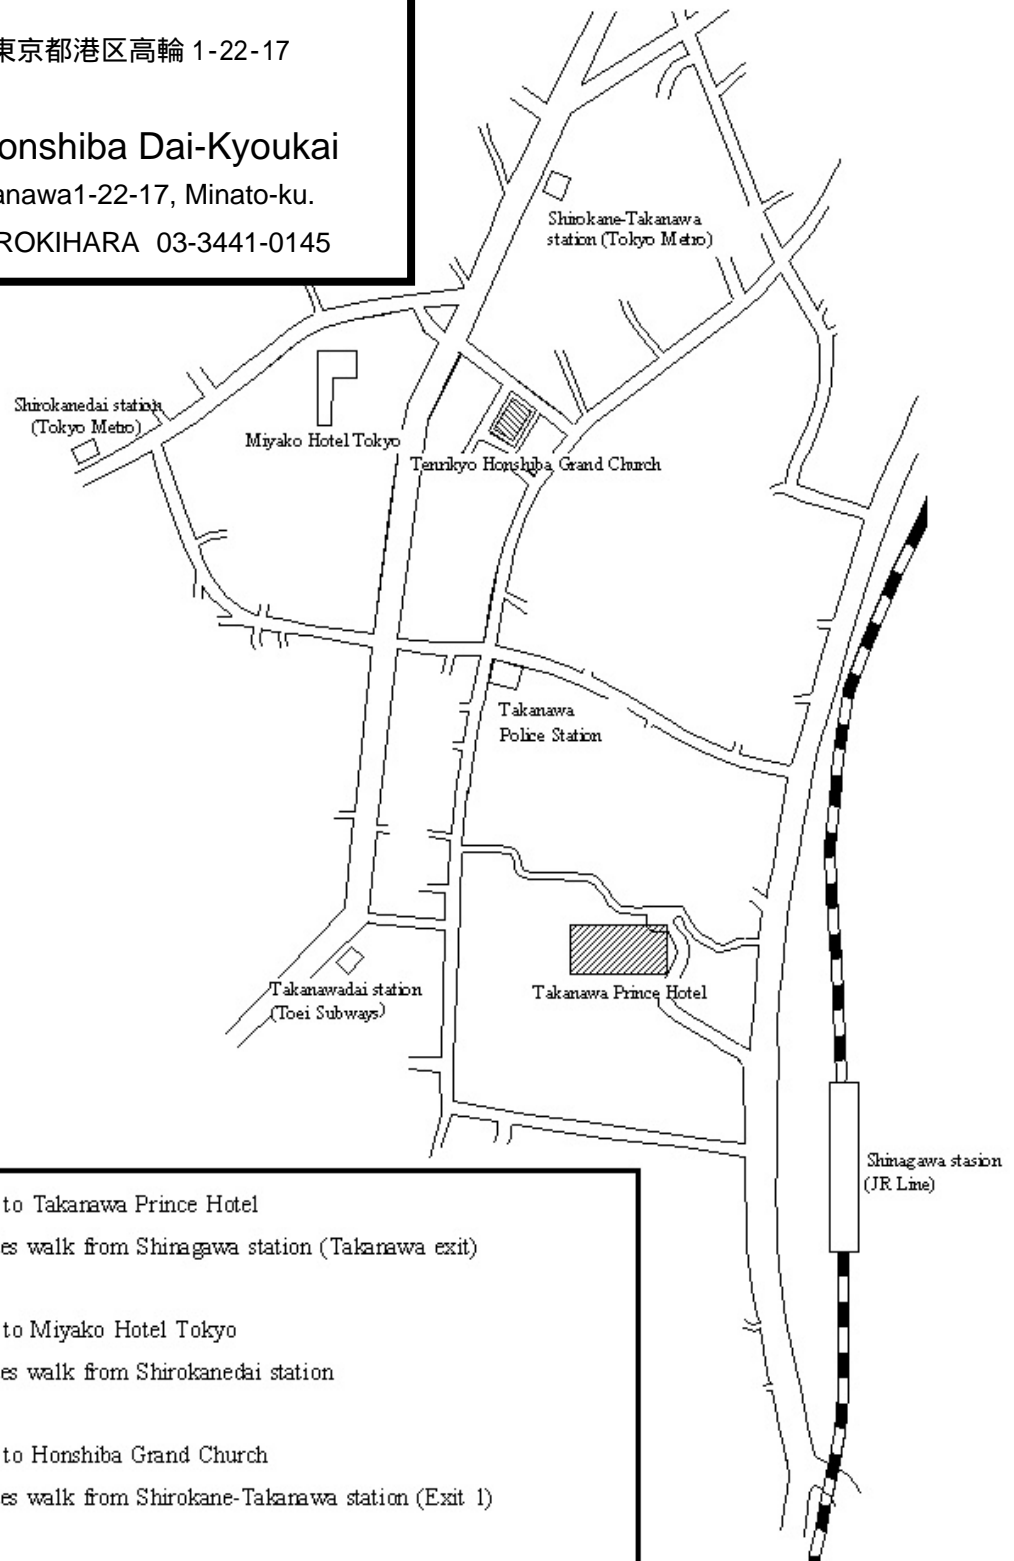 東京都港区高輪 1-22-17
onshiba Dai-Kyoukai
anawa1-22-17, Minato-ku.
ROKIHARA 03-3441-0145
Shirokane-Takanawa
station (Tokyo Metro)
Shirokanedai station
(Tokyo Metro)
Miyako Hotel Tokyo
Tenrikyo Honshiba Grand Church
Takanawa
Police Station
Takanawadai station
(Toei Subways)
Takanawa Prince Hotel
Shinagawa stasion
(JR Line)
to Takanawa Prince Hotel
es walk from Shinagawa station (Takanawa exit)
to Miyako Hotel Tokyo
es walk from Shirokanedai station
to Honshiba Grand Church
es walk from Shirokane-Takanawa station (Exit 1)